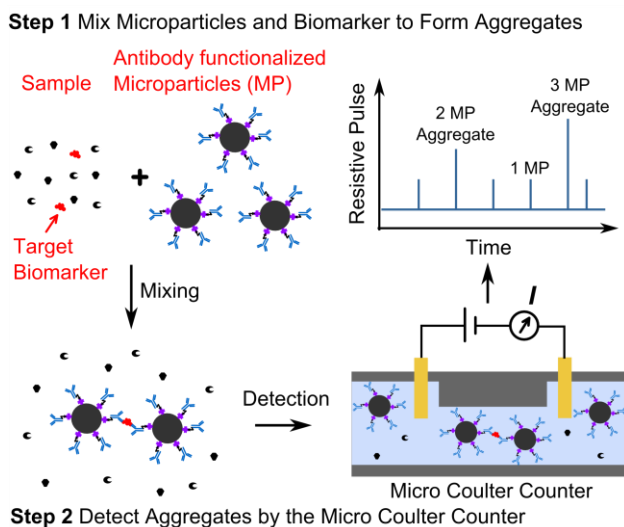 Step 1 Mix Microparticles and Biomarker to Form Aggregates
Sample
Antibody functionalized
Microparticles (MP)
Target
Biomarker
Mixing
Resistive Pulse
2 MP
Aggregate
1 MP
3 MP
Aggregate
Time
I
Detection
Micro Coulter Counter
Step 2 Detect Aggregates by the Micro Coulter Counter